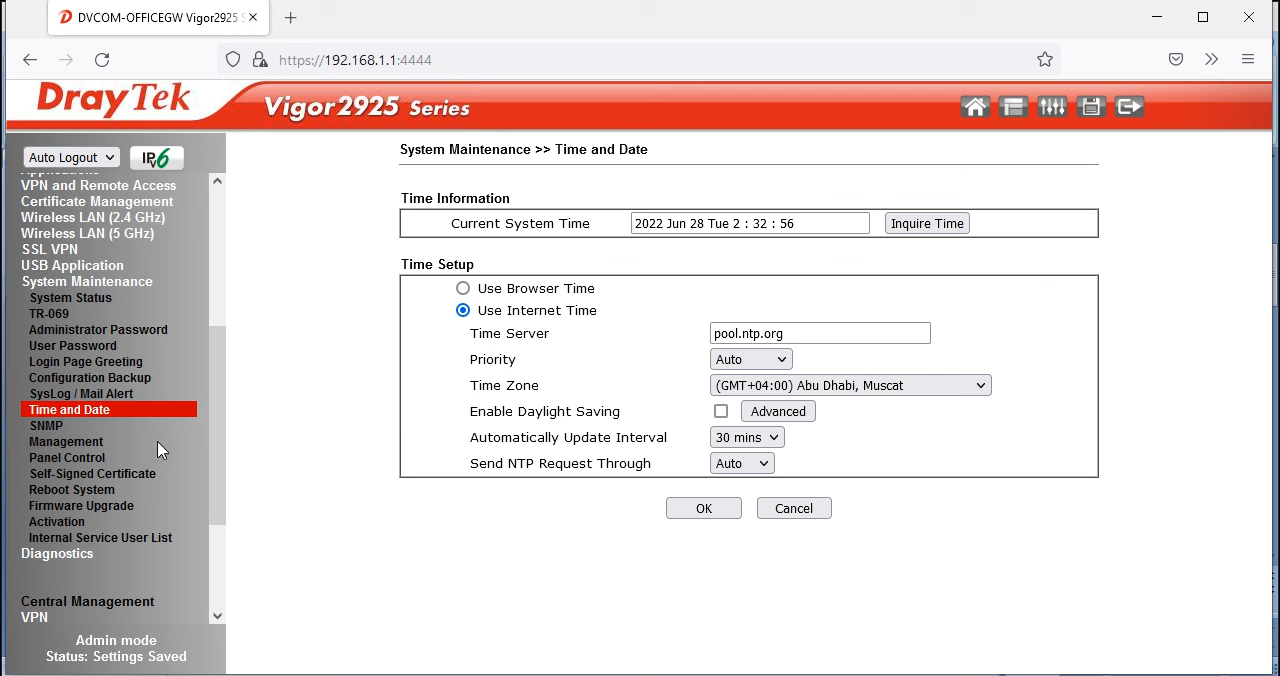 DVCOM-OFFICEGW Vigor2925 S
https://192.168.1.1:4444
DrayTek
Vigor2925 Series
Auto Logout
IPv6
Applications
VPN and Remote Access
Certificate Management
Wireless LAN (2.4 GHz)
Wireless LAN (5 GHz)
SSL VPN
USB Application
System Maintenance
System Status
TR-069
Administrator Password
User Password
Login Page Greeting
Configuration Backup
SysLog / Mail Alert
Time and Date
SNMP
Management
Panel Control
Self-Signed Certificate
Reboot System
Firmware Upgrade
Activation
Internal Service User List
Diagnostics
Central Management
VPN
Admin mode
Status: Settings Saved
System Maintenance >> Time and Date
Time Information
Current System Time 2022 Jun 28 Tue 2 : 32 : 56 Inquire Time
Time Setup
Use Browser Time
Use Internet Time
Time Server pool.ntp.org
Priority Auto
Time Zone (GMT+04:00) Abu Dhabi, Muscat
Enable Daylight Saving Advanced
Automatically Update Interval 30 mins
Send NTP Request Through Auto
OK Cancel